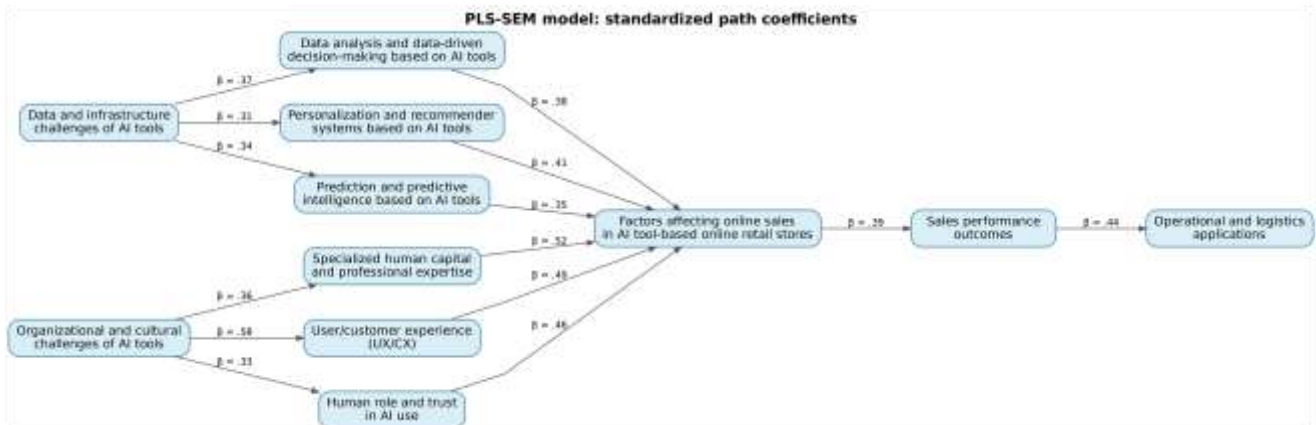 PLS-SEM model: standardized path coefficients
Data analysis and data-driven
decision-making based on AI tools
β = .37
β = .38
Data and infrastructure
challenges of AI tools
β = .31
Personalization and recommender
systems based on AI tools
β = .34
β = .41
Prediction and predictive
intelligence based on AI tools
β = .35
Factors affecting online sales
in AI tool-based online retail stores
β = .39
Sales performance
outcomes
β = .44
Operational and logistics
applications
β = .52
Specialized human capital
and professional expertise
β = .36
β = .49
Organizational and cultural
challenges of AI tools
β = .58
User/customer experience
(UX/CX)
β = .33
β = .46
Human role and trust
in AI use